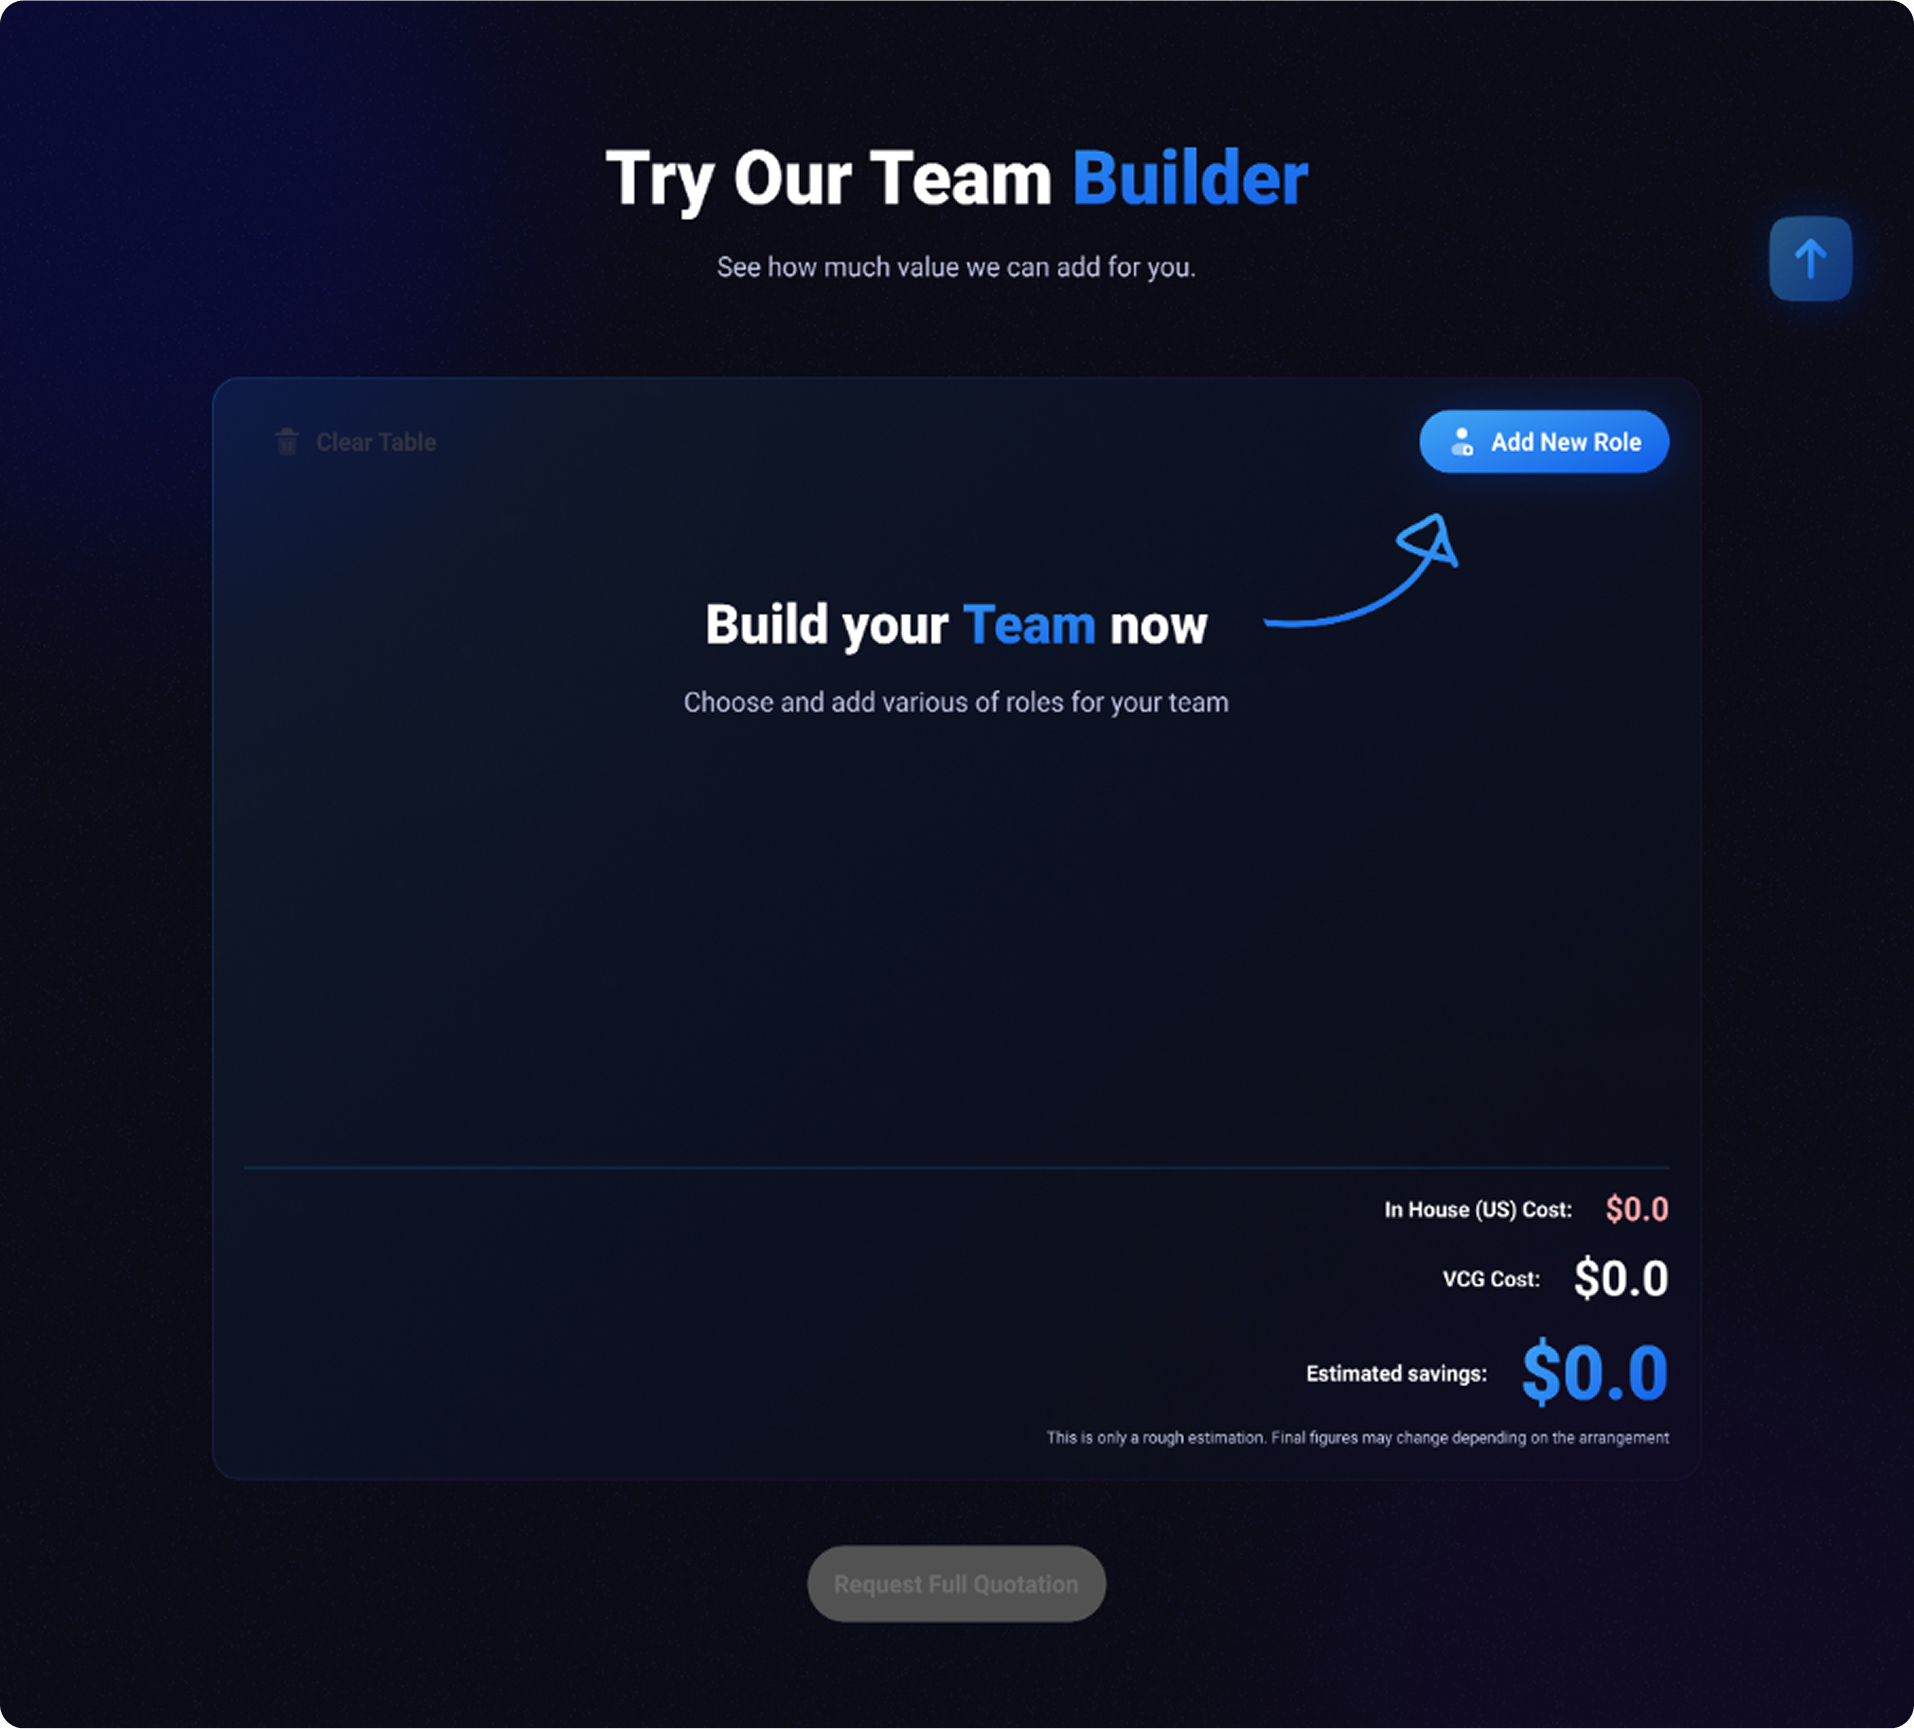 Try Our Team Builder
See how much value we can add for you.
Clear Table
Add New Role
Build your Team now
Choose and add various of roles for your team
In House (US) Cost: $0.0
VCG Cost: $0.0
Estimated savings: $0.0
This is only a rough estimation. Final figures may change depending on the arrangement
Request Full Quotation